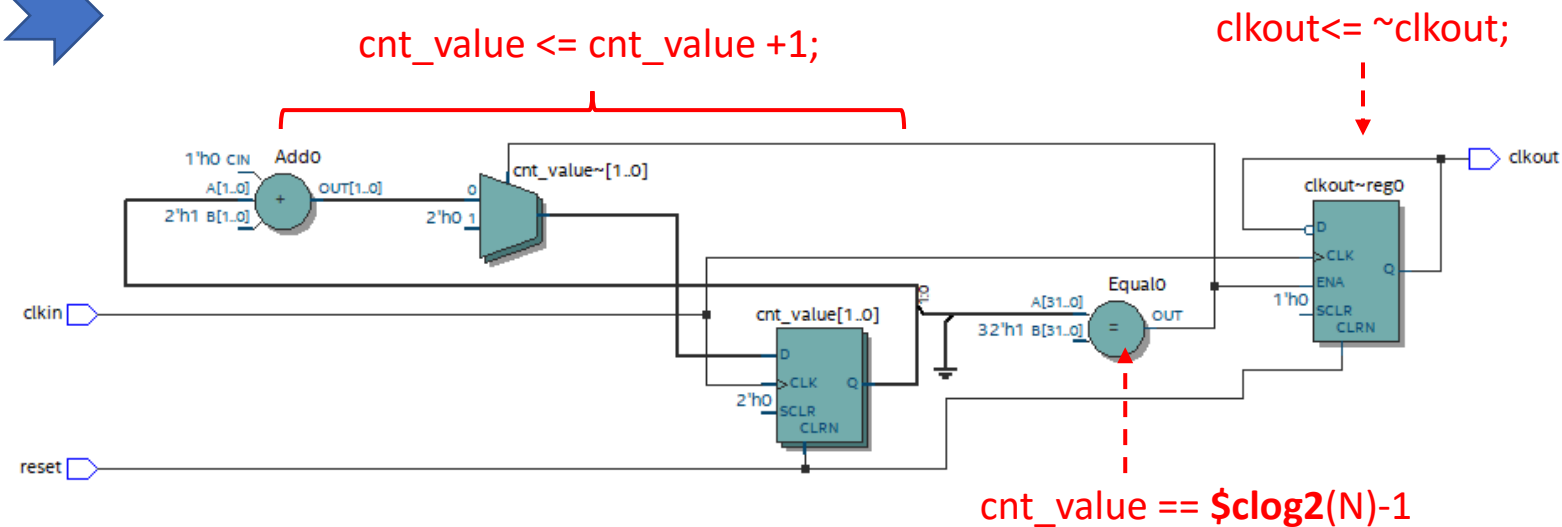 cnt_value <= cnt_value +1;
clkout<= ~clkout;
1'h0 CIN
Add0
A[1..0]
OUT[1..0]
2'h1 B[1..0]
+
cnt_value~[1..0]
0
2'h0 1
clkout
clkout~reg0
D
CLK
Q
ENA
1'h0
SCLR
CLRN
clkin
1:0
Equal0
A[31..0]
OUT
32'h1 B[31..0]
=
cnt_value[1..0]
D
CLK
Q
2'h0
SCLR
CLRN
reset
cnt_value == $clog2(N)-1